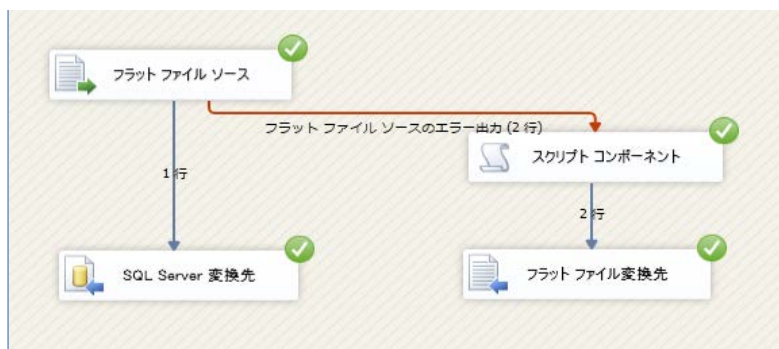 フラット ファイル ソース
フラット ファイル ソースのエラー出力 (2 行)
スクリプト コンポーネント
1 行
2 行
SQL Server 変換先
フラット ファイル変換先